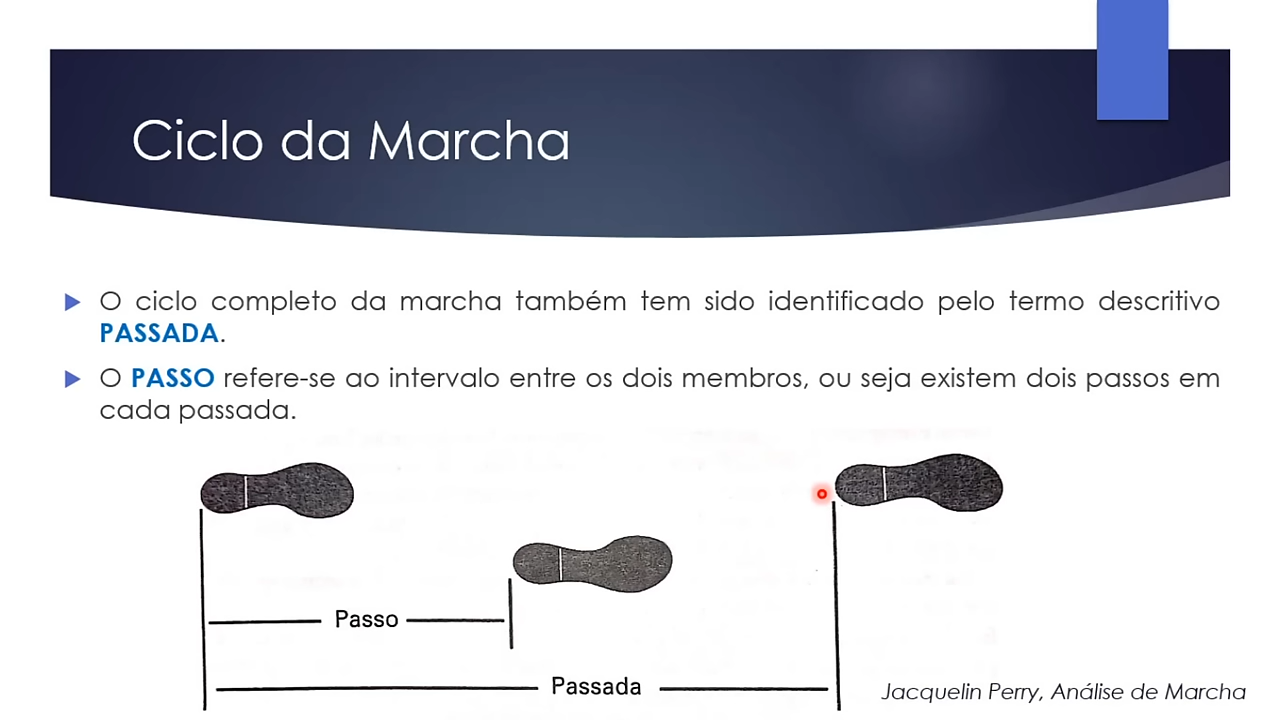 Ciclo da Marcha
O ciclo completo da marcha também tem sido identificado pelo termo descritivo
PASSADA.
O PASSO refere-se ao intervalo entre os dois membros, ou seja existem dois passos em
cada passada.
Passo
Passada
Jacquelin Perry, Análise de Marcha